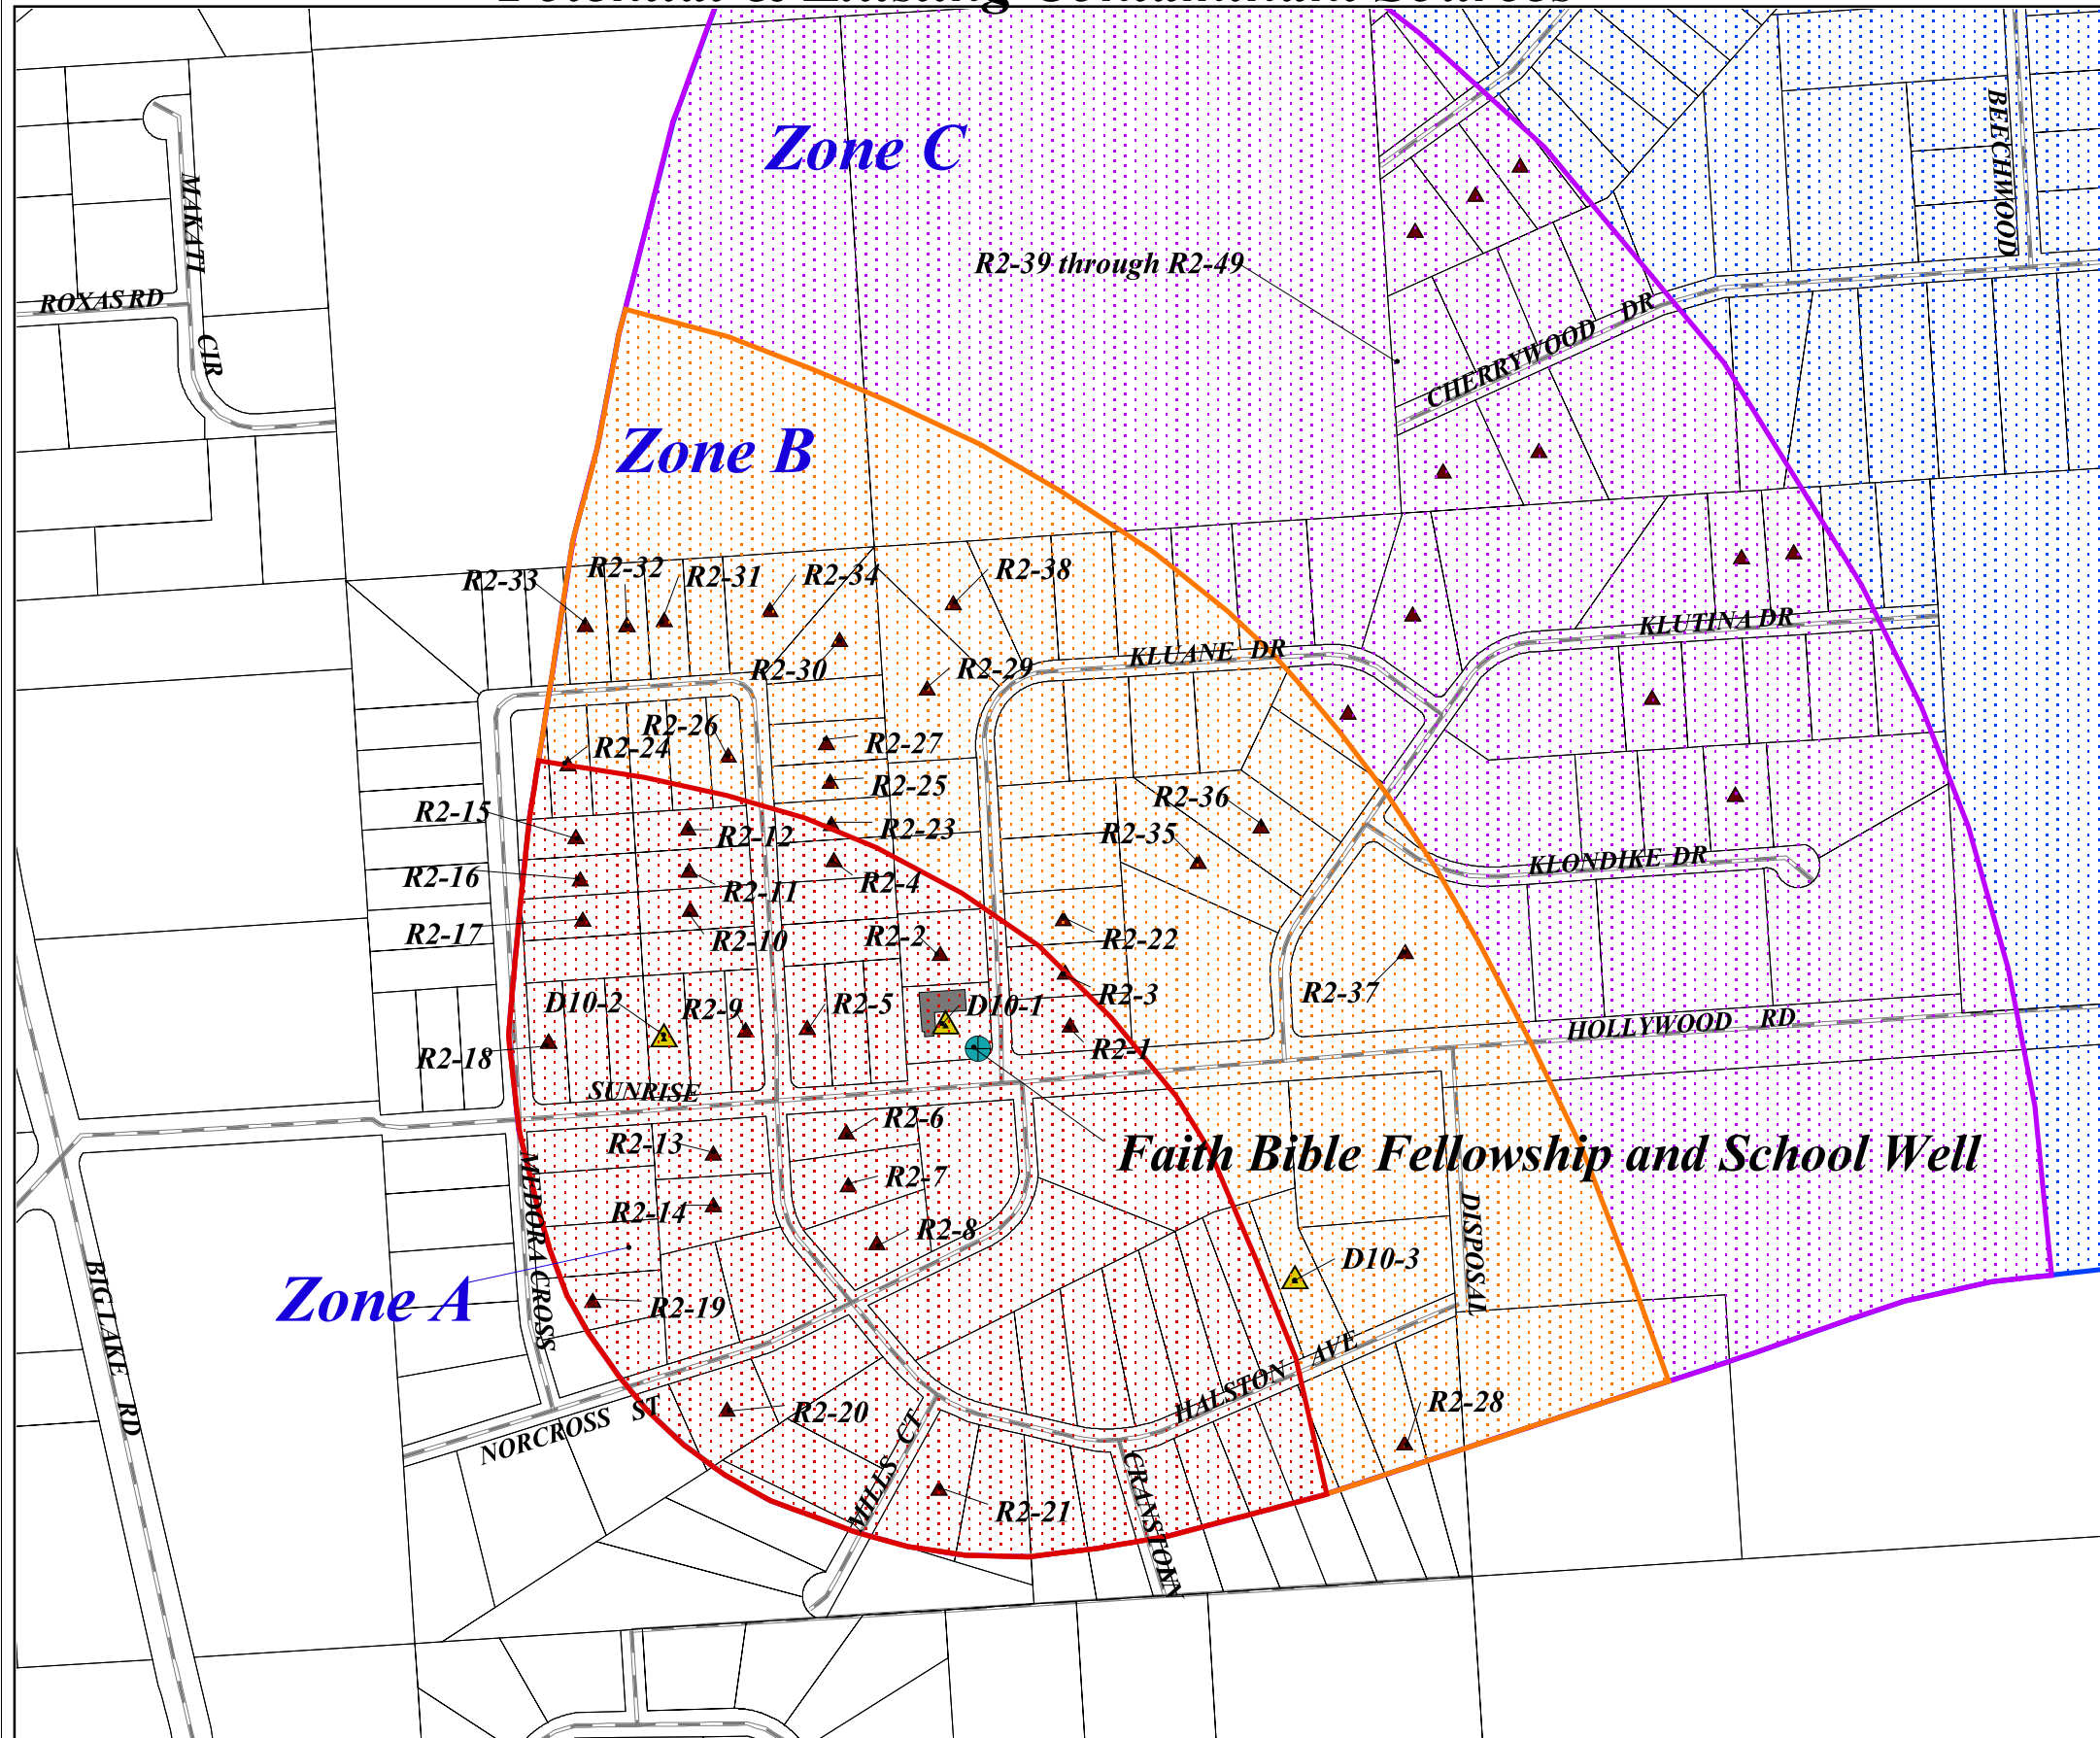 Potential & Existing Contaminant Sources
Zone C
BEECHWOOD
MAKATI
CIR
ROXAS RD
R2-39 through R2-49
CHERRYWOOD DR
Zone B
R2-33
R2-32
R2-31
R2-34
R2-38
R2-30
R2-29
KLUANE DR
KLUTINA DR
R2-26
R2-24
R2-27
R2-25
R2-36
R2-15
R2-12
R2-23
R2-35
KLONDIKE DR
R2-16
R2-11
R2-4
R2-17
R2-10
R2-2
R2-22
D10-2
R2-9
R2-5
D10-1
R2-3
R2-37
HOLLYWOOD RD
R2-18
R2-1
SUNRISE
R2-6
R2-13
Faith Bible Fellowship and School Well
R2-7
R2-14
R2-8
MEDORA CROSS
DISPOSAL
D10-3
Zone A
R2-19
BIG LAKE RD
HALSTON AVE
R2-28
NORCROSS ST
R2-20
MILLS CT
R2-21
CRANSTONN